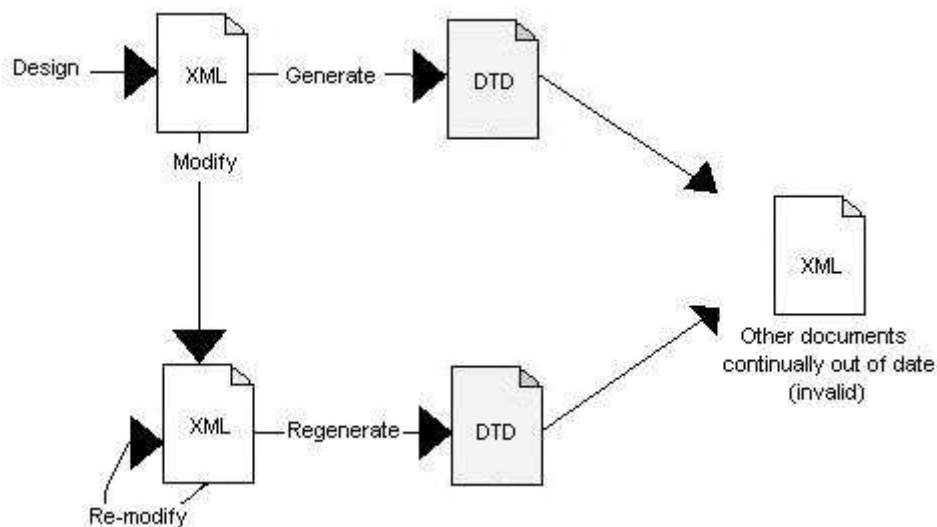 Design
XML
Generate
DTD
Modify
XML
Other documents
continually out of date
(invalid)
XML
Regenerate
DTD
Re-modify